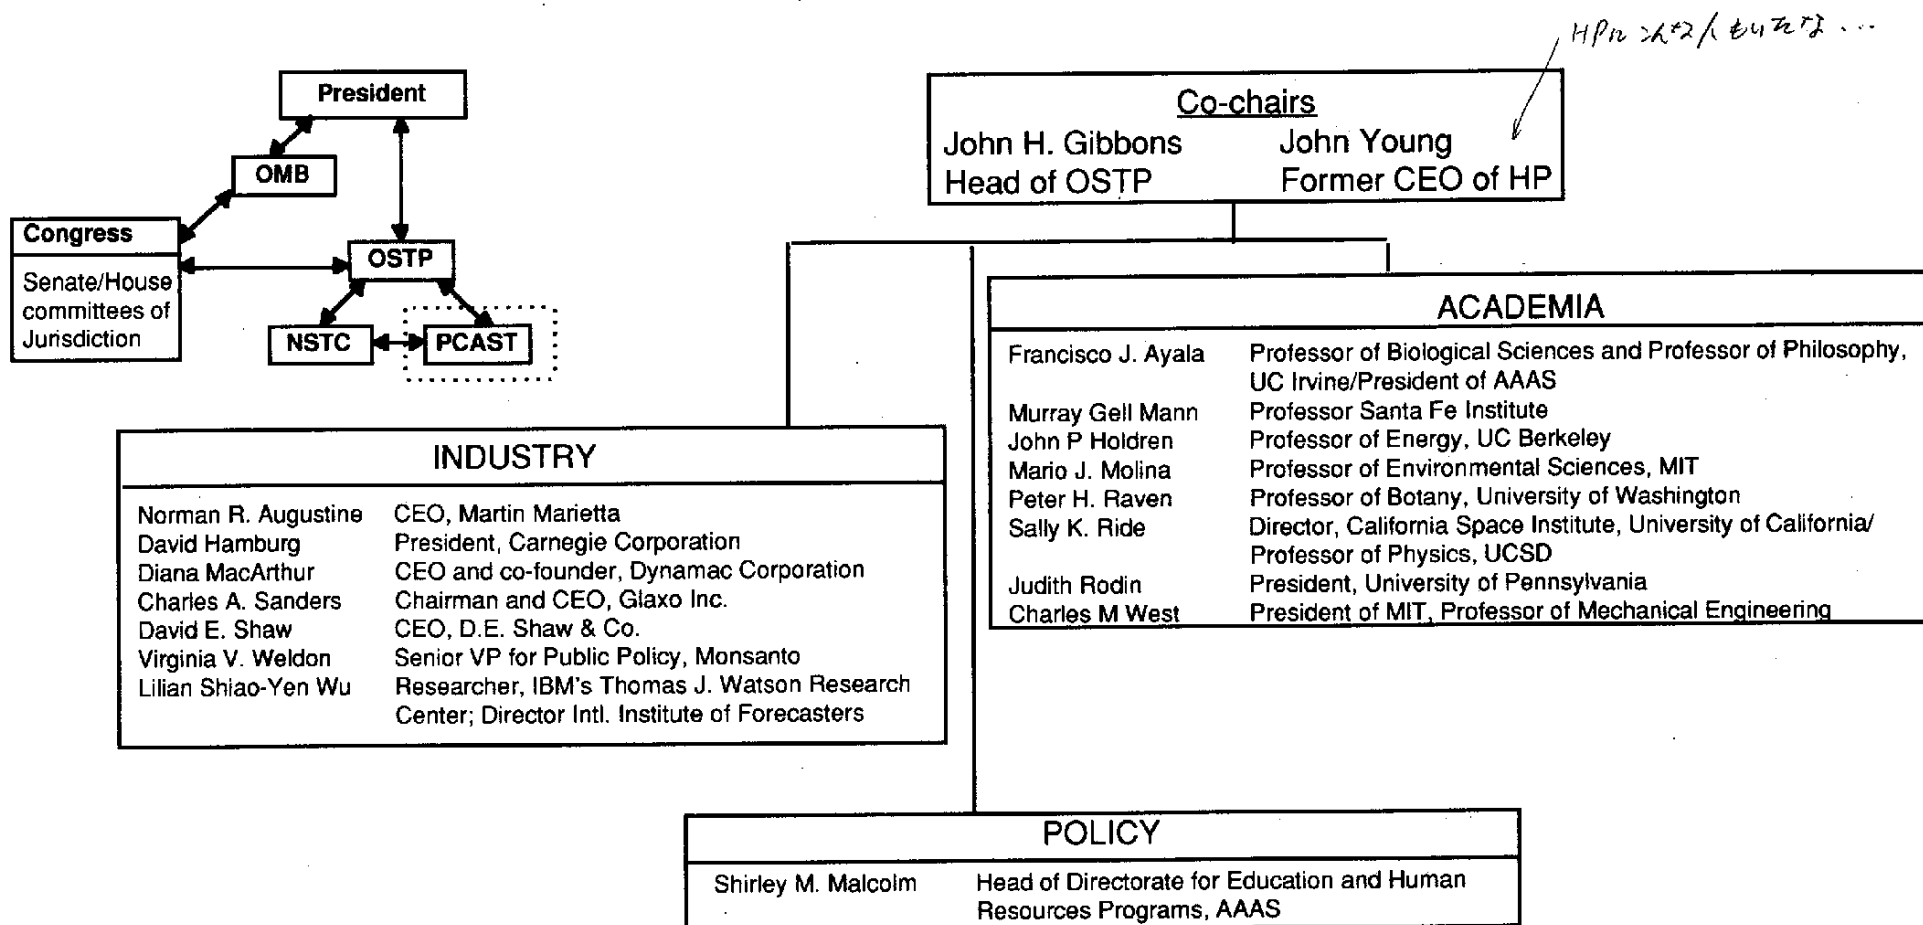 HPにこんな人もいたな...
President
OMB
Congress
Senate/House
committees of
Jurisdiction
OSTP
NSTC
PCAST
Co-chairs
John H. Gibbons John Young
Head of OSTP Former CEO of HP
ACADEMIA
Francisco J. Ayala Professor of Biological Sciences and Professor of Philosophy,
UC Irvine/President of AAAS
Murray Gell Mann Professor Santa Fe Institute
John P Holdren Professor of Energy, UC Berkeley
Mario J. Molina Professor of Environmental Sciences, MIT
Peter H. Raven Professor of Botany, University of Washington
Sally K. Ride Director, California Space Institute, University of California/
Professor of Physics, UCSD
Judith Rodin President, University of Pennsylvania
Charles M West President of MIT, Professor of Mechanical Engineering
INDUSTRY
Norman R. Augustine CEO, Martin Marietta
David Hamburg President, Carnegie Corporation
Diana MacArthur CEO and co-founder, Dynamac Corporation
Charles A. Sanders Chairman and CEO, Glaxo Inc.
David E. Shaw CEO, D.E. Shaw & Co.
Virginia V. Weldon Senior VP for Public Policy, Monsanto
Lilian Shiao-Yen Wu Researcher, IBM's Thomas J. Watson Research
Center; Director Intl. Institute of Forecasters
POLICY
Shirley M. Malcolm Head of Directorate for Education and Human
Resources Programs, AAAS